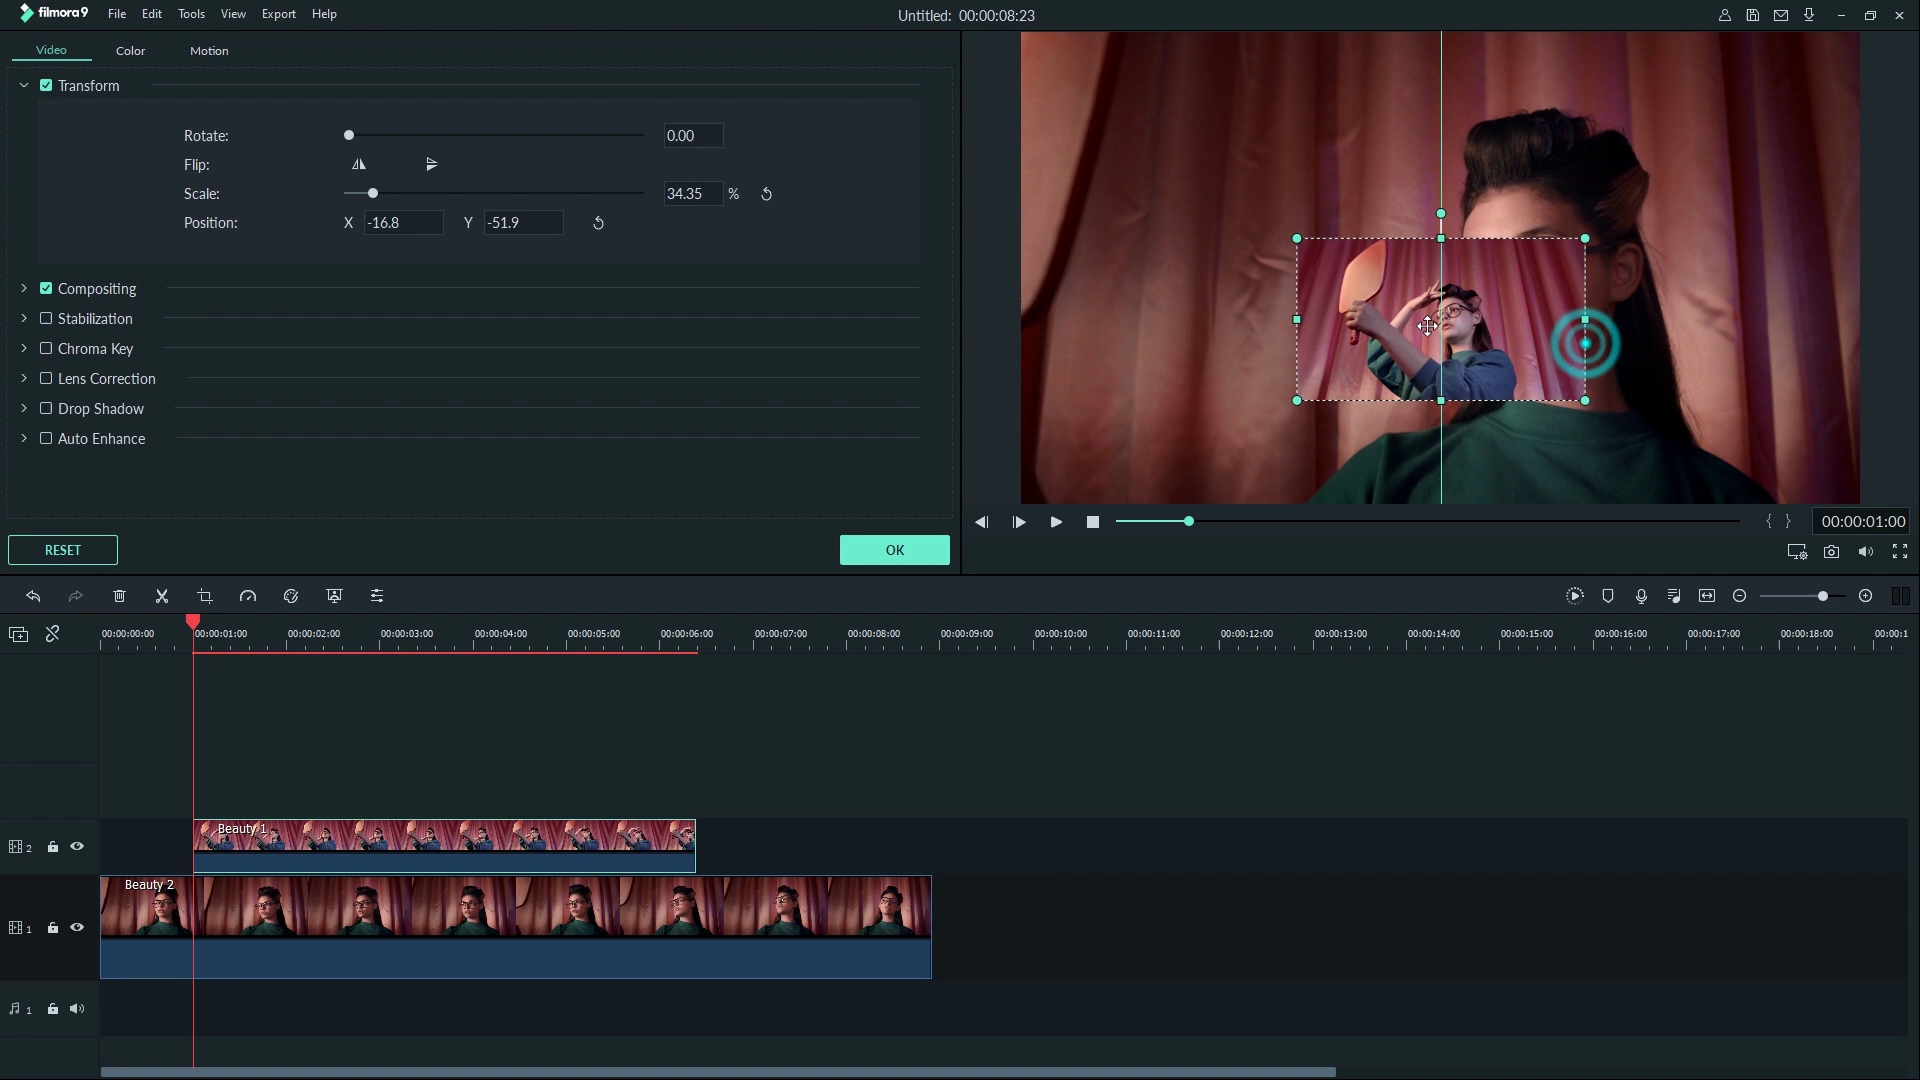 filmora9 File Edit Tools View Export Help
Untitled: 00:00:08:23
Video Color Motion
Transform
Rotate: 0.00
Flip:
Scale: 34.35 %
Position: X -16.8 Y -51.9
Compositing
Stabilization
Chroma Key
Lens Correction
Drop Shadow
Auto Enhance
RESET OK
{ } 00:00:01:00
00:00:00:00 00:00:01:00 00:00:02:00 00:00:03:00 00:00:04:00 00:00:05:00 00:00:06:00 00:00:07:00 00:00:08:00 00:00:09:00 00:00:10:00 00:00:11:00 00:00:12:00 00:00:13:00 00:00:14:00 00:00:15:00 00:00:16:00 00:00:17:00 00:00:18:00 00:00:1
Beauty 1
2
Beauty 2
1
1